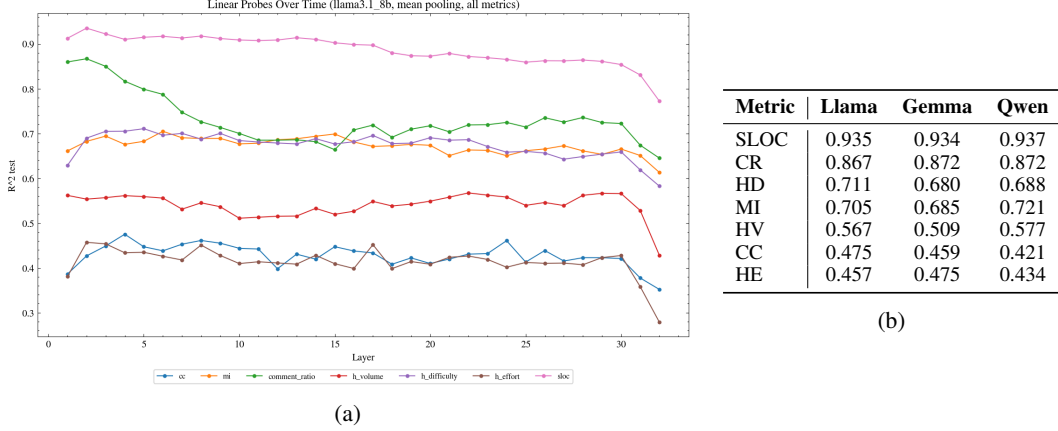 Linear Probes Over Time (llama3.1_8b, mean pooling, all metrics)
R^2 test
0.9
0.8
0.7
0.6
0.5
0.4
0.3
0 5 10 15 20 25 30
Layer
cc mi comment_ratio h_volume h_difficulty h_effort sloc
(a)
Metric Llama Gemma Qwen
SLOC 0.935 0.934 0.937
CR 0.867 0.872 0.872
HD 0.711 0.680 0.688
MI 0.705 0.685 0.721
HV 0.567 0.509 0.577
CC 0.475 0.459 0.421
HE 0.457 0.475 0.434
(b)